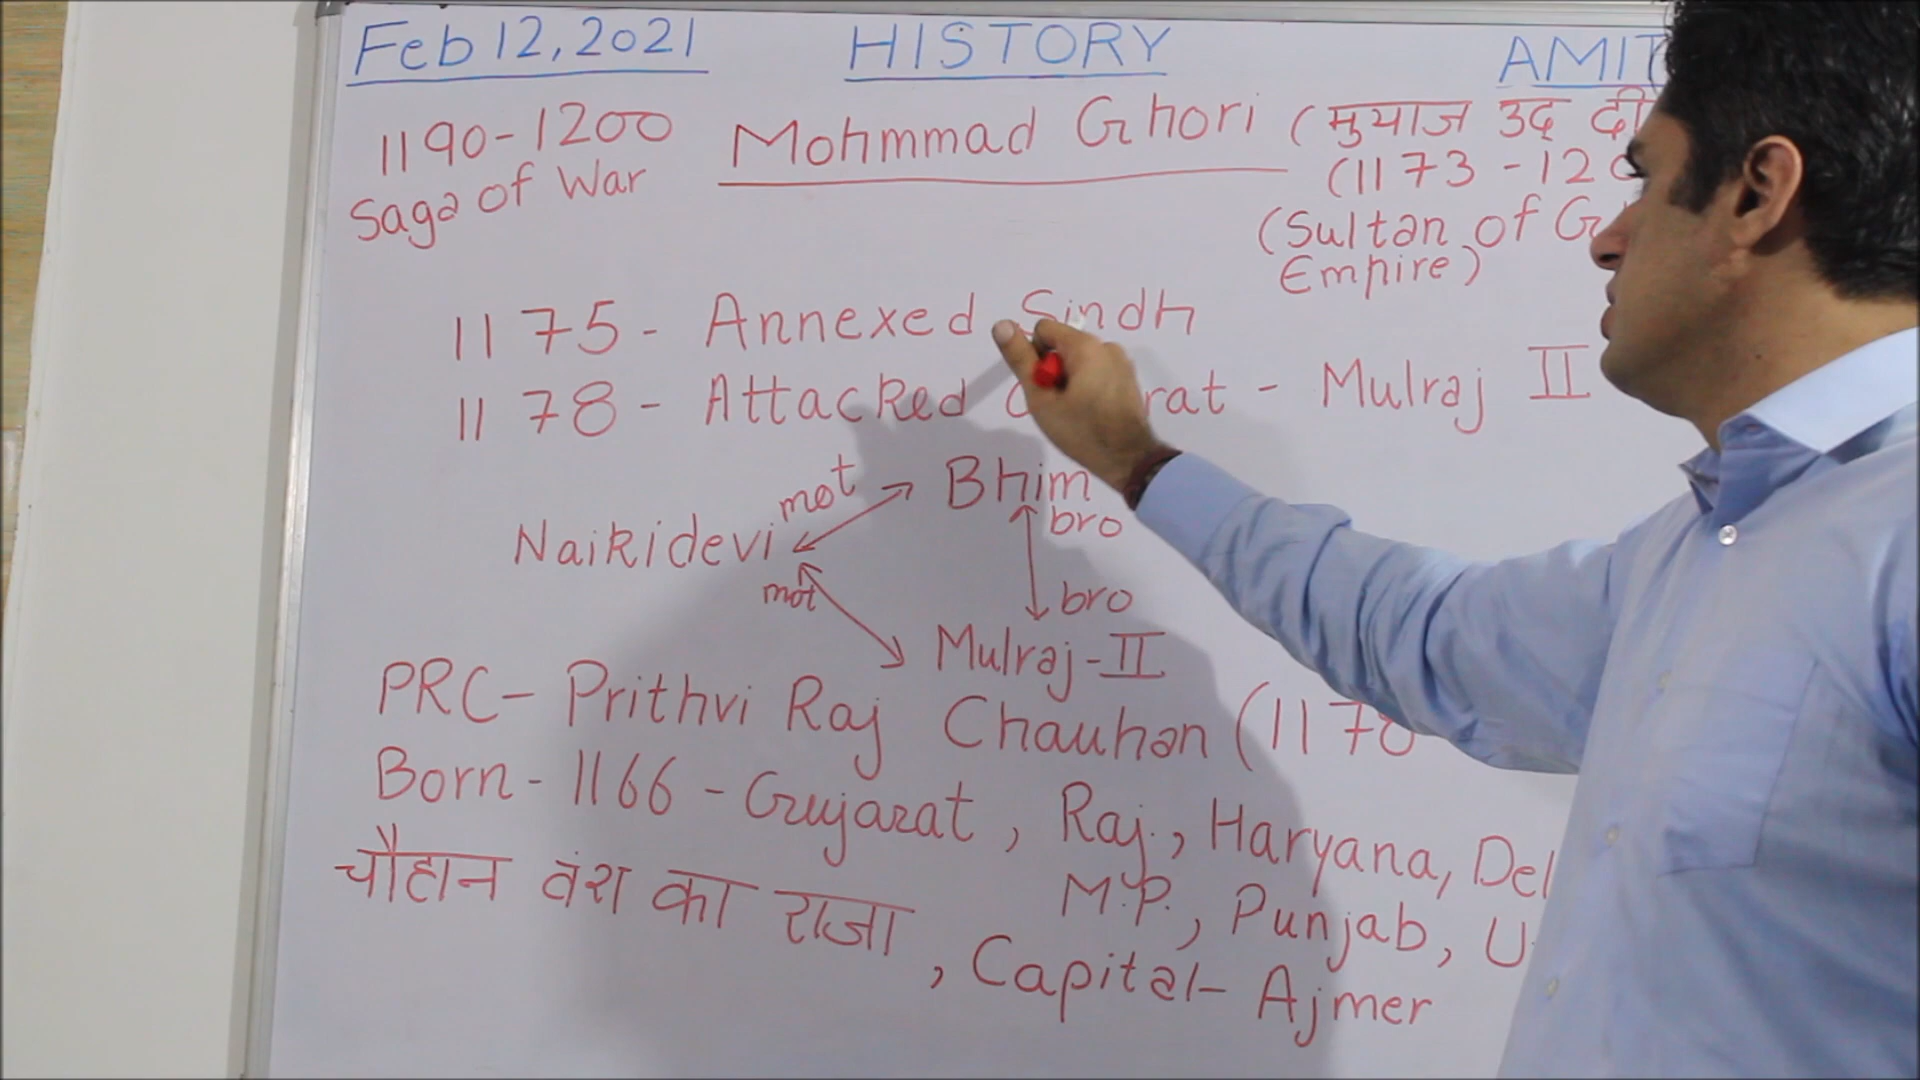 Feb 12, 2021 HISTORY AMIT
1190-1200 Mohmmad Ghori (मुयाज उद दी
Saga of War (1173 - 12
(Sultan of G
Empire)
1175 - Annexed Sindh
1178 - Attacked rat - Mulraj II
mot Bhim
bro
Naikidevi
mot bro
Mulraj-II
PRC - Prithvi Raj Chauhan (1178
Born - 1166 - Gujarat, Raj., Haryana, Del
M.P., Punjab, U
चौहान वंश का राजा , Capital- Ajmer